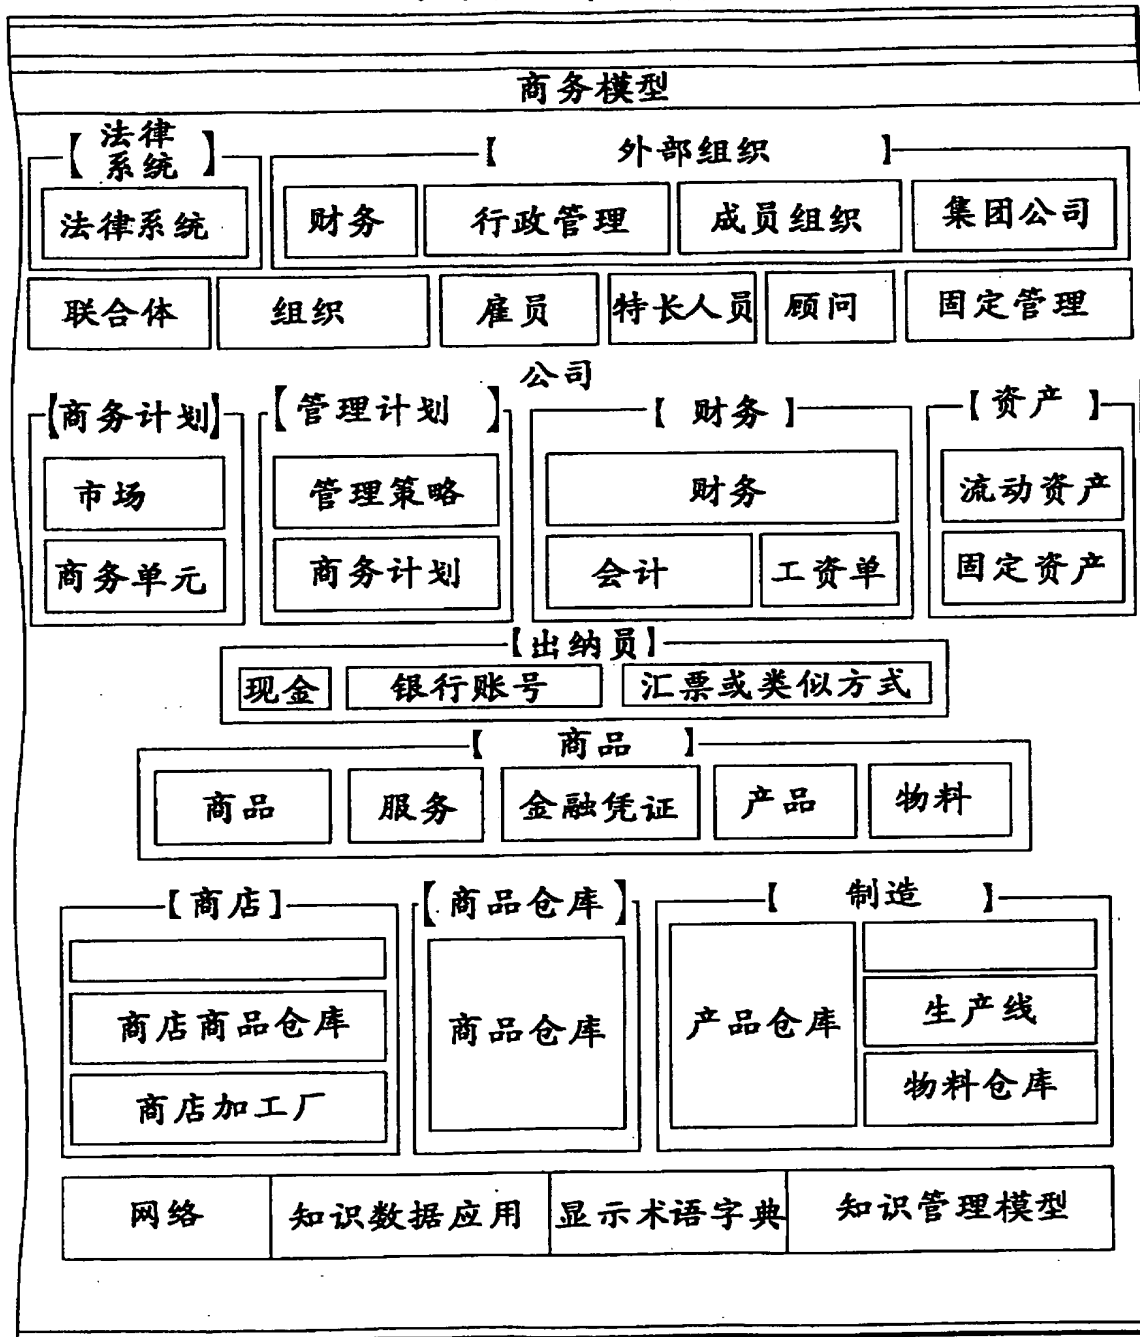 商务模型
【法律系统】
【外部组织】
法律系统
财务
行政管理
成员组织
集团公司
联合体
组织
雇员
特长人员
顾问
固定管理
公司
【商务计划】
【管理计划】
【财务】
【资产】
市场
管理策略
财务
流动资产
商务单元
商务计划
会计
工资单
固定资产
【出纳员】
现金
银行账号
汇票或类似方式
【商品】
商品
服务
金融凭证
产品
物料
【商店】
【商品仓库】
【制造】
商店商品仓库
商店加工厂
商品仓库
产品仓库
生产线
物料仓库
网络
知识数据应用
显示术语字典
知识管理模型